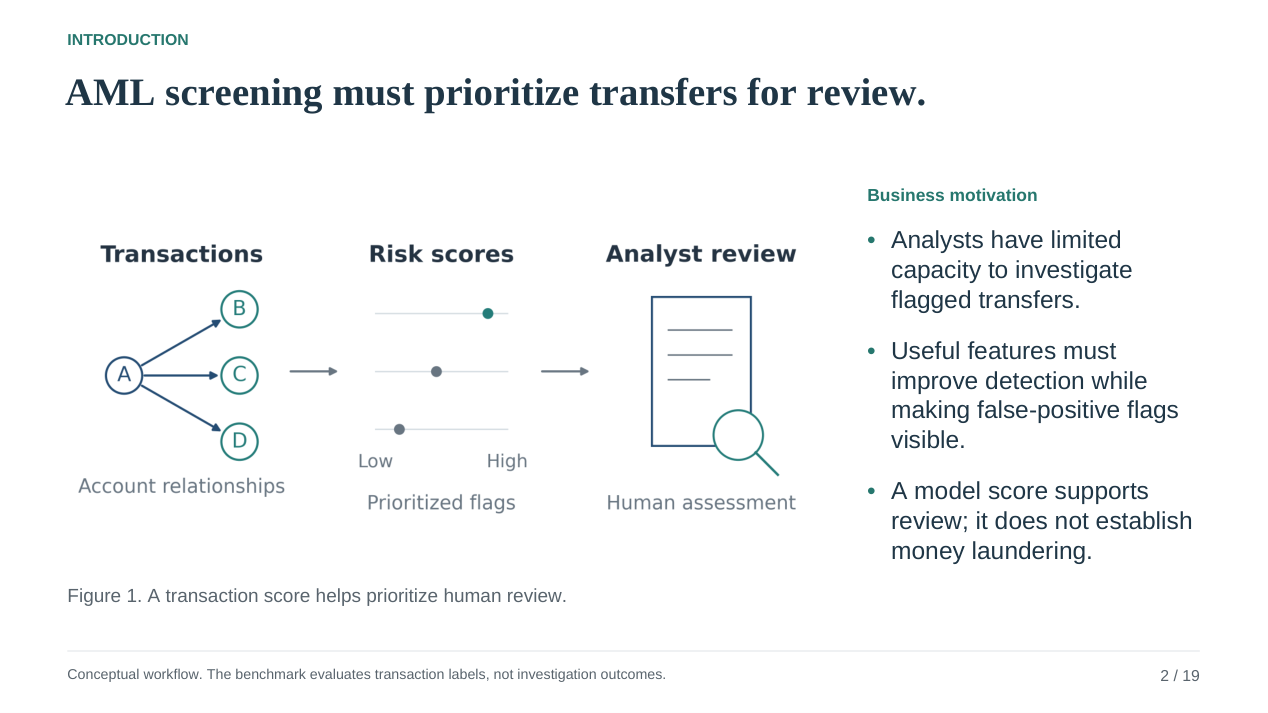 INTRODUCTION
AML screening must prioritize transfers for review.
Transactions
A
B
C
D
Account relationships
Risk scores
Low
High
Prioritized flags
Analyst review
Human assessment
Figure 1. A transaction score helps prioritize human review.
Business motivation
• Analysts have limited
capacity to investigate
flagged transfers.
• Useful features must
improve detection while
making false-positive flags
visible.
• A model score supports
review; it does not establish
money laundering.
Conceptual workflow. The benchmark evaluates transaction labels, not investigation outcomes.
2 / 19